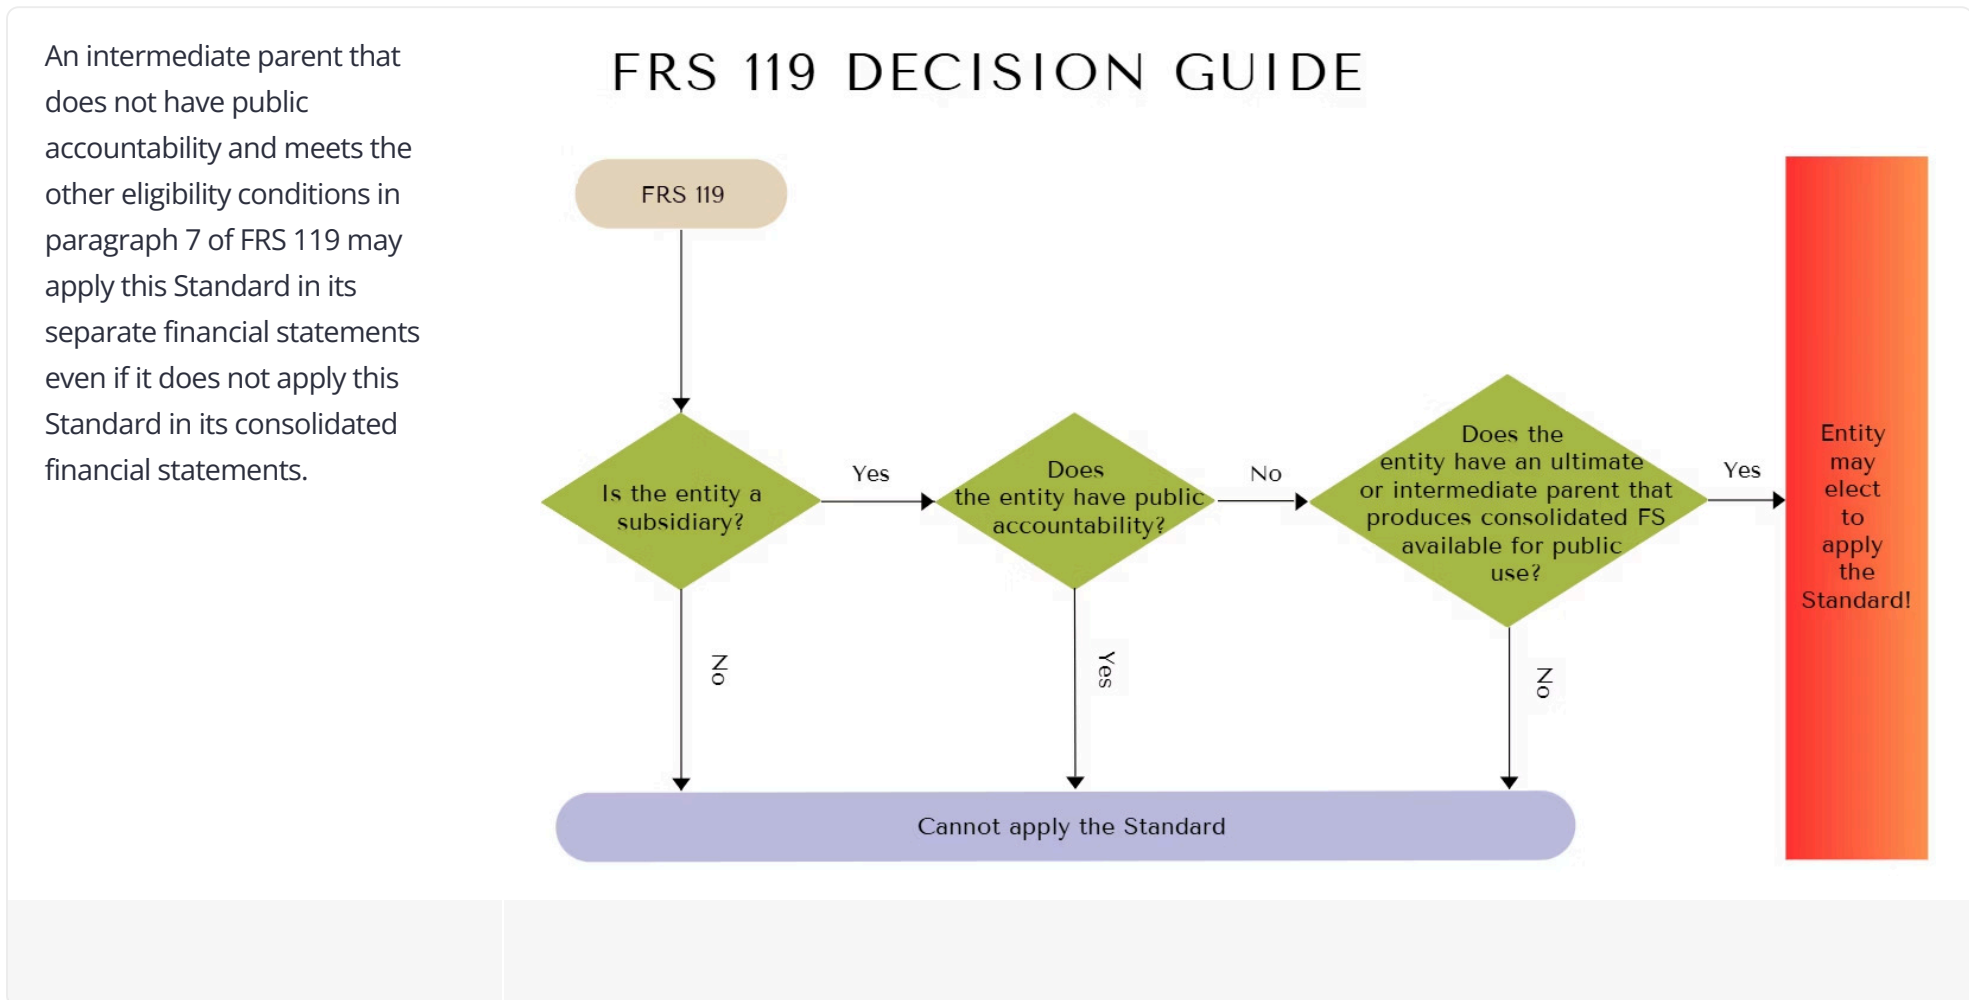 An intermediate parent that
does not have public
accountability and meets the
other eligibility conditions in
paragraph 7 of FRS 119 may
apply this Standard in its
separate financial statements
even if it does not apply this
Standard in its consolidated
financial statements.
FRS 119 DECISION GUIDE
FRS 119
Is the entity a
subsidiary?
Yes
Does
the entity have public
accountability?
No
Does the
entity have an ultimate
or intermediate parent that
produces consolidated FS
available for public
use?
Yes
Entity
may
elect
to
apply
the
Standard!
No
Yes
No
Cannot apply the Standard